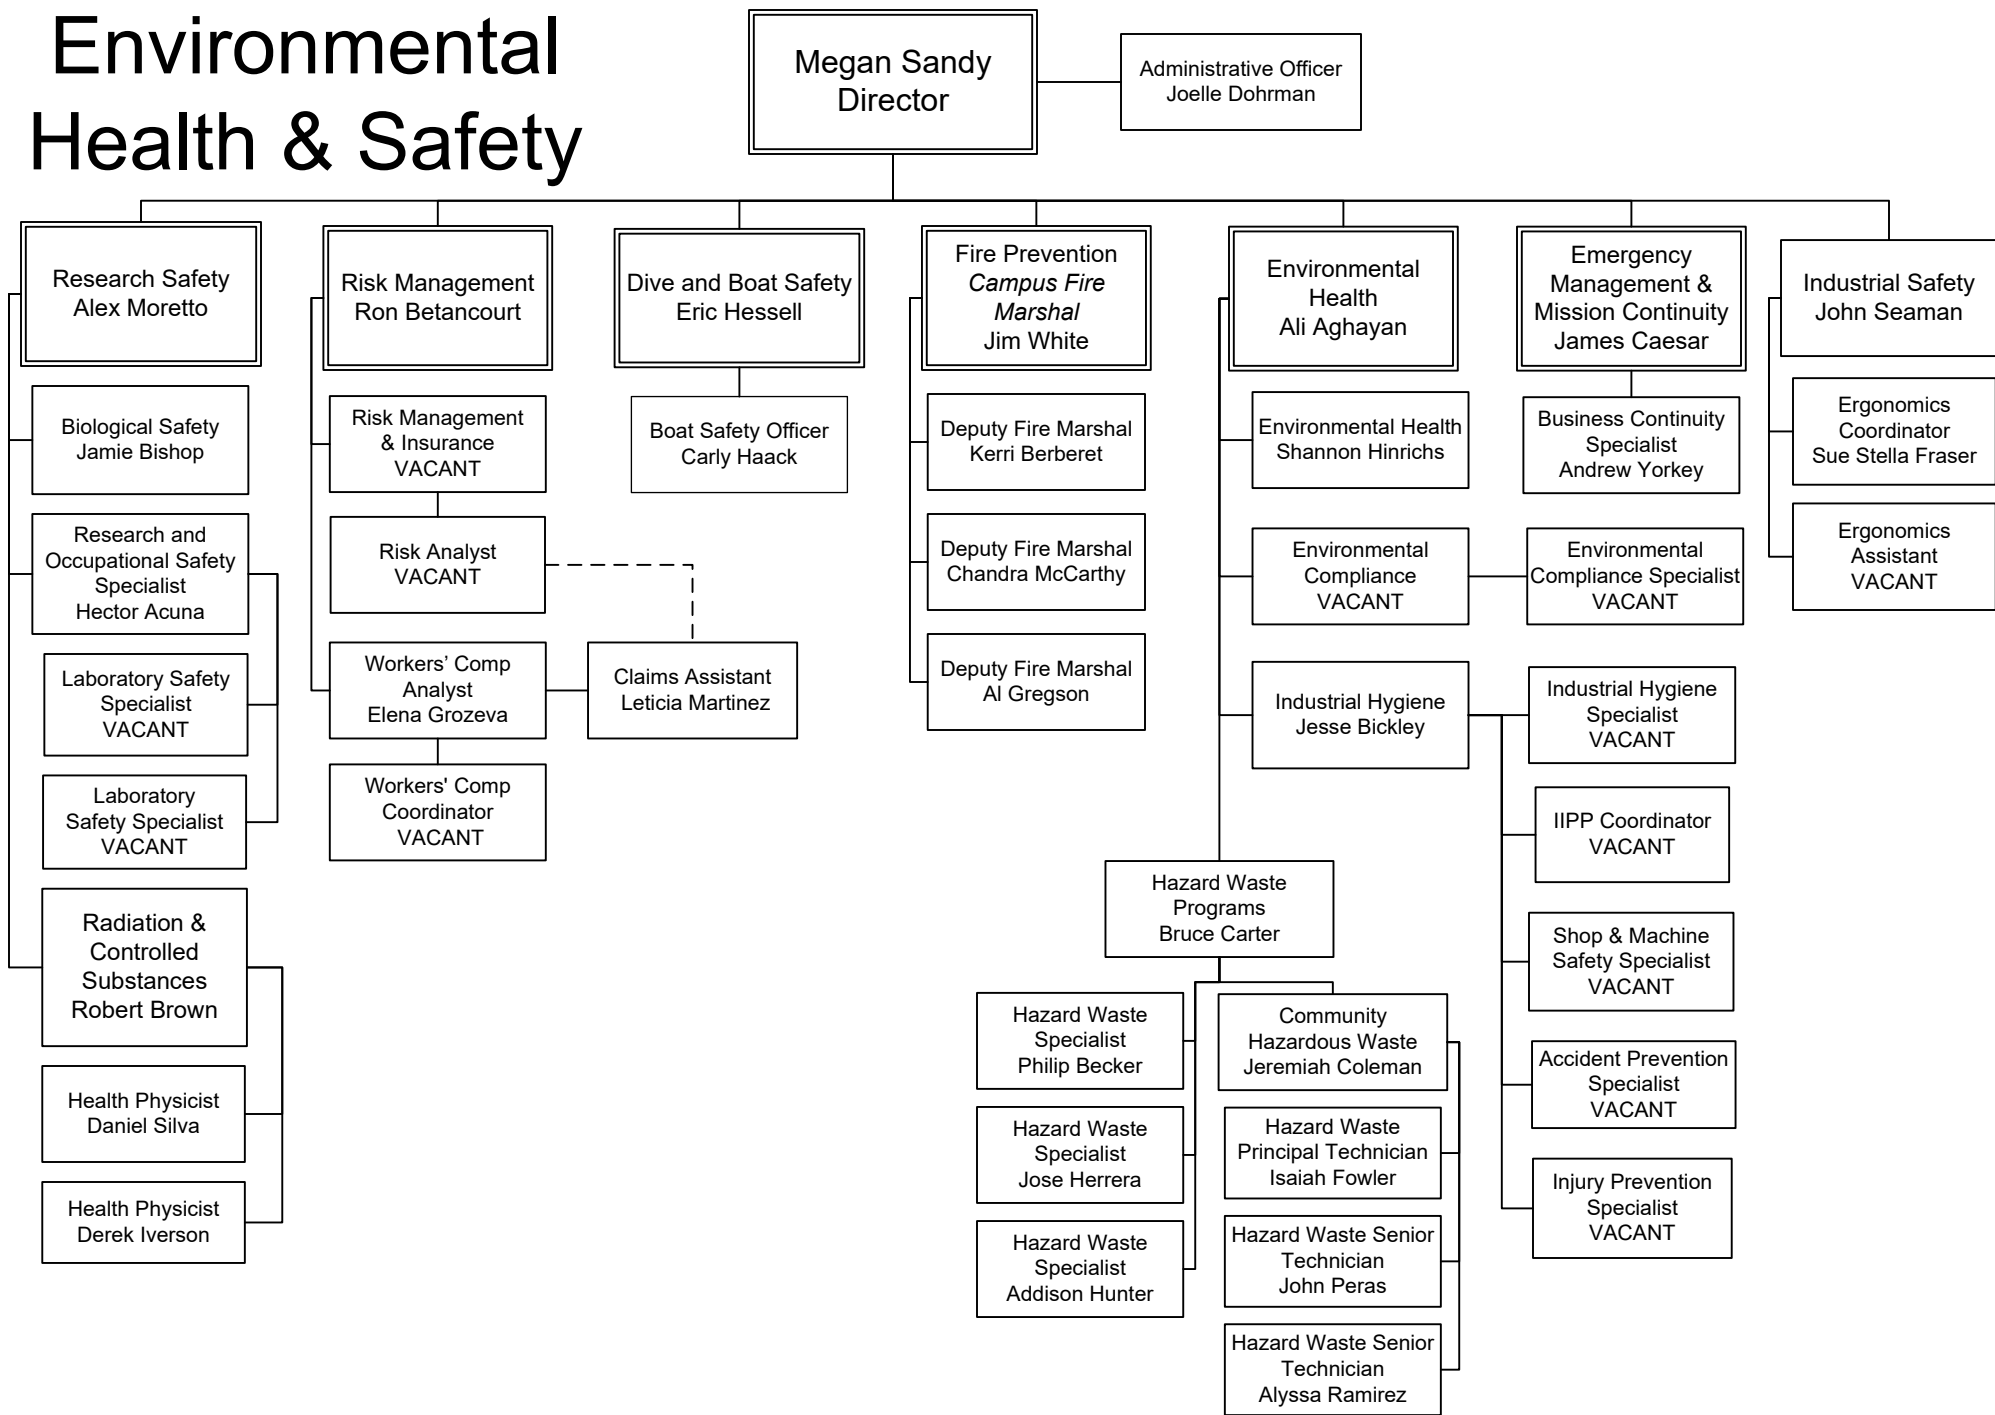 Environmental
Health & Safety
Megan Sandy
Director
Administrative Officer
Joelle Dohrman
Research Safety
Alex Moretto
Biological Safety
Jamie Bishop
Research and
Occupational Safety
Specialist
Hector Acuna
Laboratory Safety
Specialist
VACANT
Laboratory
Safety Specialist
VACANT
Radiation &
Controlled
Substances
Robert Brown
Health Physicist
Daniel Silva
Health Physicist
Derek Iverson
Risk Management
Ron Betancourt
Risk Management
& Insurance
VACANT
Risk Analyst
VACANT
Workers’ Comp
Analyst
Elena Grozeva
Claims Assistant
Leticia Martinez
Workers' Comp
Coordinator
VACANT
Dive and Boat Safety
Eric Hessell
Boat Safety Officer
Carly Haack
Fire Prevention
Campus Fire
Marshal
Jim White
Deputy Fire Marshal
Kerri Berberet
Deputy Fire Marshal
Chandra McCarthy
Deputy Fire Marshal
Al Gregson
Environmental
Health
Ali Aghayan
Environmental Health
Shannon Hinrichs
Environmental
Compliance
VACANT
Environmental
Compliance Specialist
VACANT
Industrial Hygiene
Jesse Bickley
Industrial Hygiene
Specialist
VACANT
IIPP Coordinator
VACANT
Shop & Machine
Safety Specialist
VACANT
Accident Prevention
Specialist
VACANT
Injury Prevention
Specialist
VACANT
Hazard Waste
Programs
Bruce Carter
Hazard Waste
Specialist
Philip Becker
Hazard Waste
Specialist
Jose Herrera
Hazard Waste
Specialist
Addison Hunter
Community
Hazardous Waste
Jeremiah Coleman
Hazard Waste
Principal Technician
Isaiah Fowler
Hazard Waste Senior
Technician
John Peras
Hazard Waste Senior
Technician
Alyssa Ramirez
Emergency
Management &
Mission Continuity
James Caesar
Business Continuity
Specialist
Andrew Yorkey
Industrial Safety
John Seaman
Ergonomics
Coordinator
Sue Stella Fraser
Ergonomics
Assistant
VACANT